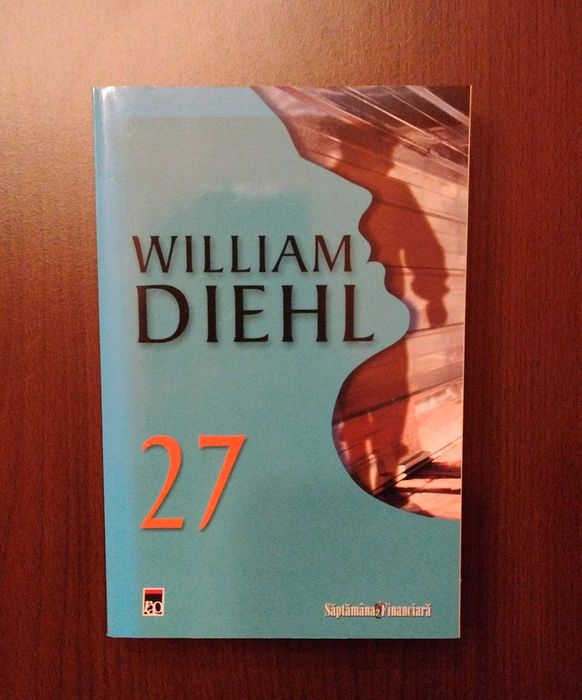 WILLIAM
DIEHL
27
rao
Săptămâna Financiară